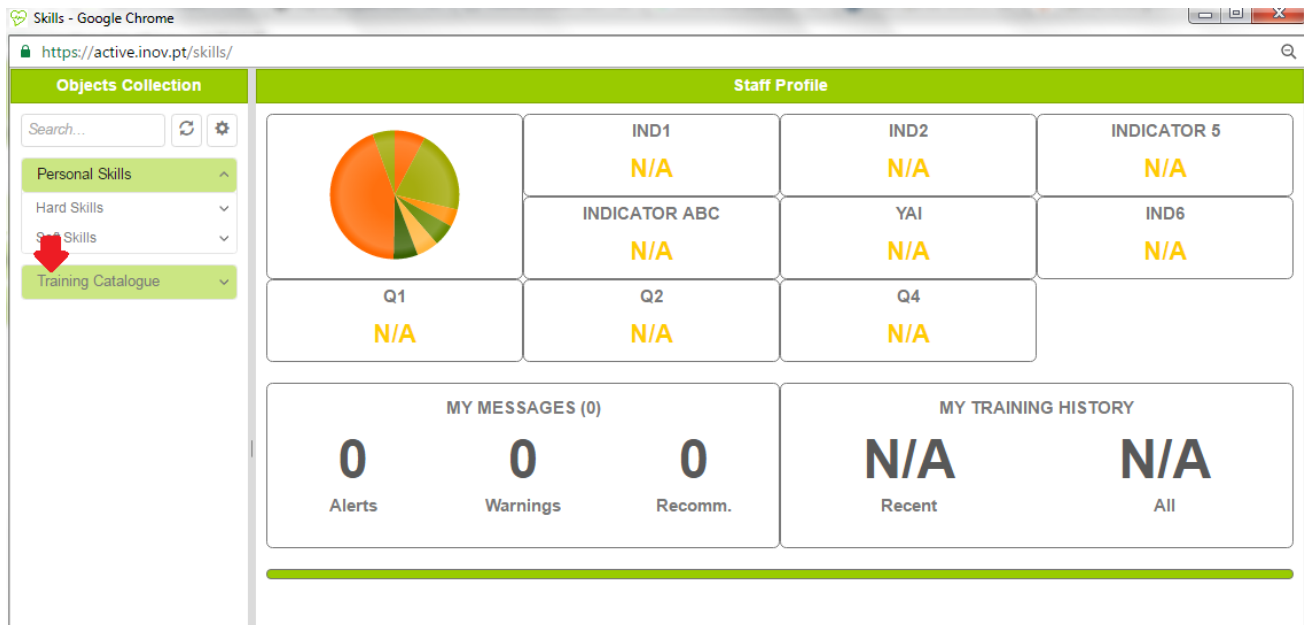 Skills - Google Chrome
https://active.inov.pt/skills/
Objects Collection
Staff Profile
Search...
Personal Skills
Hard Skills
Skills
Training Catalogue
IND1
N/A
IND2
N/A
INDICATOR 5
N/A
INDICATOR ABC
N/A
YAI
N/A
IND6
N/A
Q1
N/A
Q2
N/A
Q4
N/A
MY MESSAGES (0)
0
0
0
Alerts
Warnings
Recomm.
MY TRAINING HISTORY
N/A
N/A
Recent
All